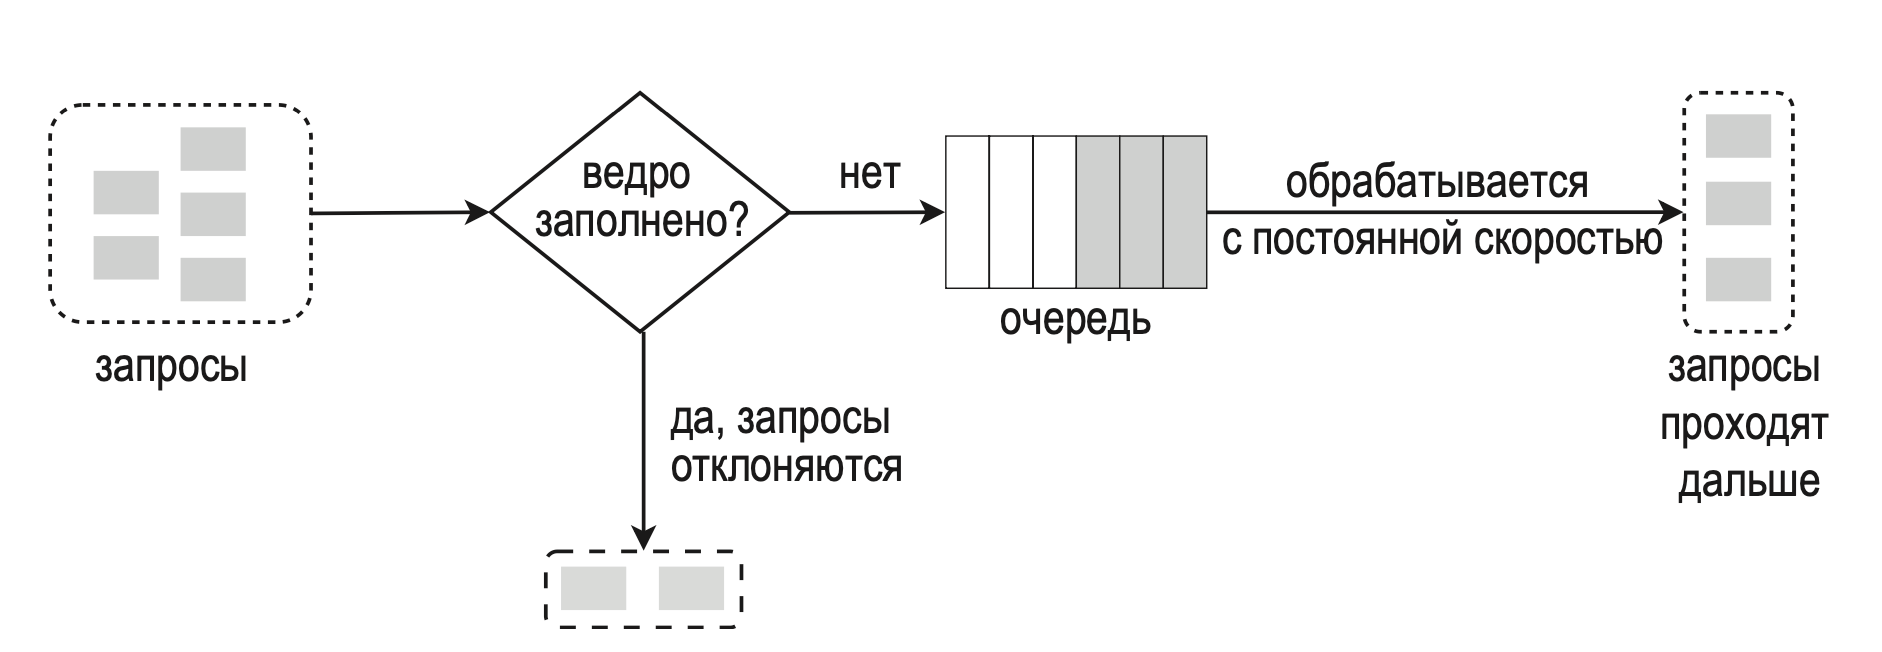 запросы
ведро
заполнено?
нет
да, запросы
отклоняются
очередь
обрабатывается
с постоянной скоростью
запросы
проходят
дальше